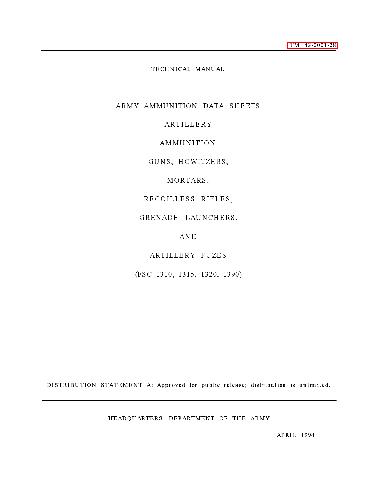 TM 43-0001-28
TECHNICAL MANUAL
ARMY AMMUNITION DATA SHEETS
ARTILLERY
AMMUNITION
GUNS, HOWITZERS,
MORTARS,
RECOILLESS RIFLES,
GRENADE LAUNCHERS,
AND
ARTILLERY FUZES
(FSC 1310, 1315, 1320, 1390)
DISTRIBUTION STATEMENT A: Approved for public release; distribution is unlimited.
HEADQUARTERS DEPARTMENT OF THE ARMY
APRIL 1994